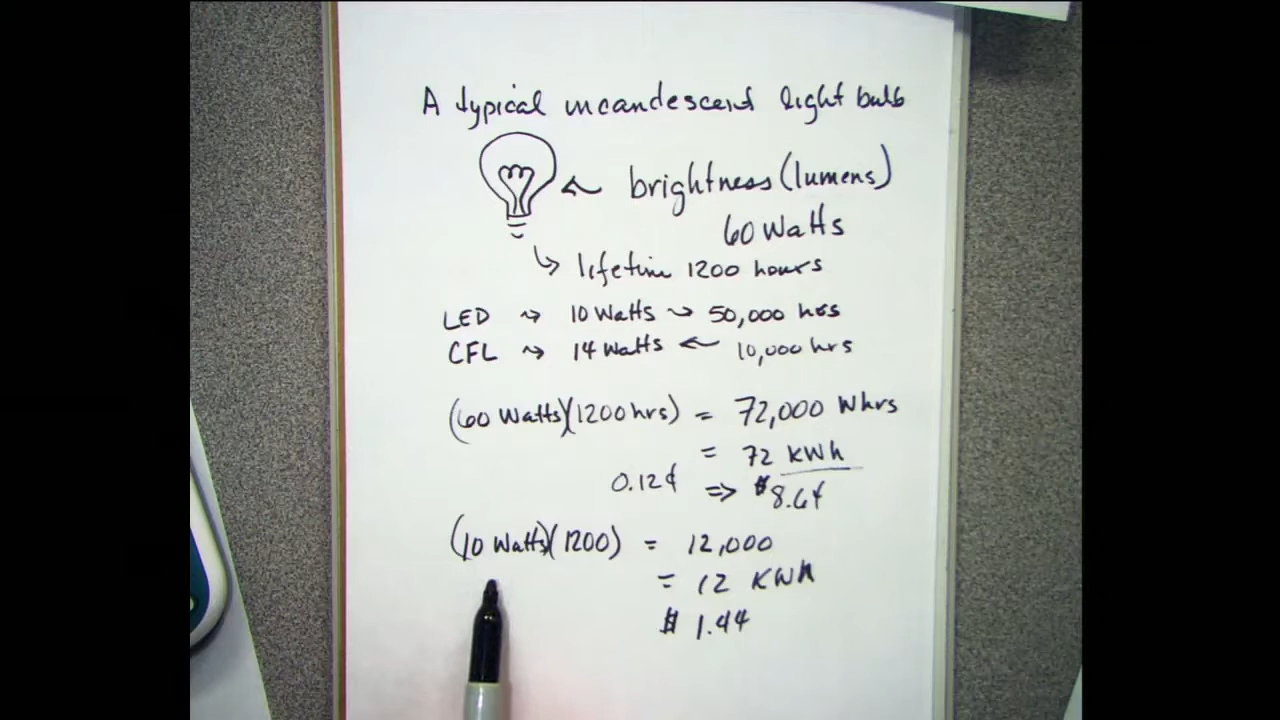 A typical incandescent light bulb
brightness (lumens)
60 Watts
lifetime 1200 hours
LED → 10 Watts → 50,000 hrs
CFL → 14 Watts ← 10,000 hrs
(60 Watts)(1200 hrs) = 72,000 Whrs
= 72 KWh
0.12¢ ⇒ $8.64
(10 Watts)(1200) = 12,000
= 12 KWh
$ 1.44